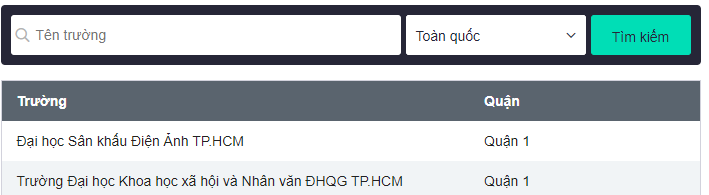 Tên trường Toàn quốc Tìm kiếm
Trường Quận
Đại học Sân khấu Điện Ảnh TP.HCM Quận 1
Trường Đại học Khoa học xã hội và Nhân văn ĐHQG TP.HCM Quận 1